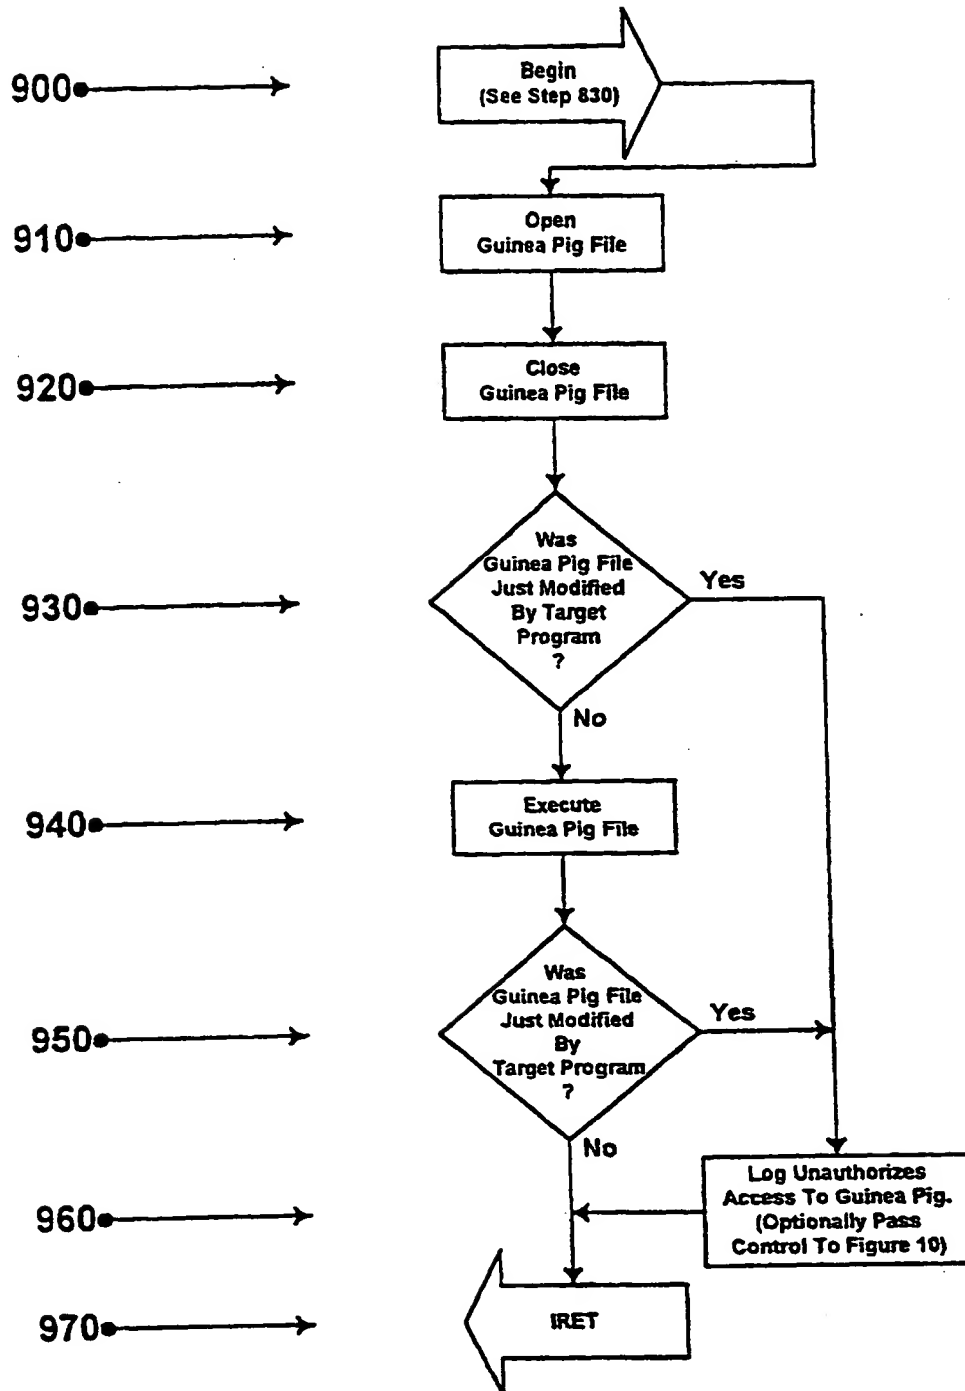 900
Begin
(See Step 830)
910
Open
Guinea Pig File
920
Close
Guinea Pig File
930
Was
Guinea Pig File
Just Modified
By Target
Program
?
Yes
No
940
Execute
Guinea Pig File
950
Was
Guinea Pig File
Just Modified
By
Target Program
?
Yes
No
960
Log Unauthorizes
Access To Guinea Pig.
(Optionally Pass
Control To Figure 10)
970
IRET